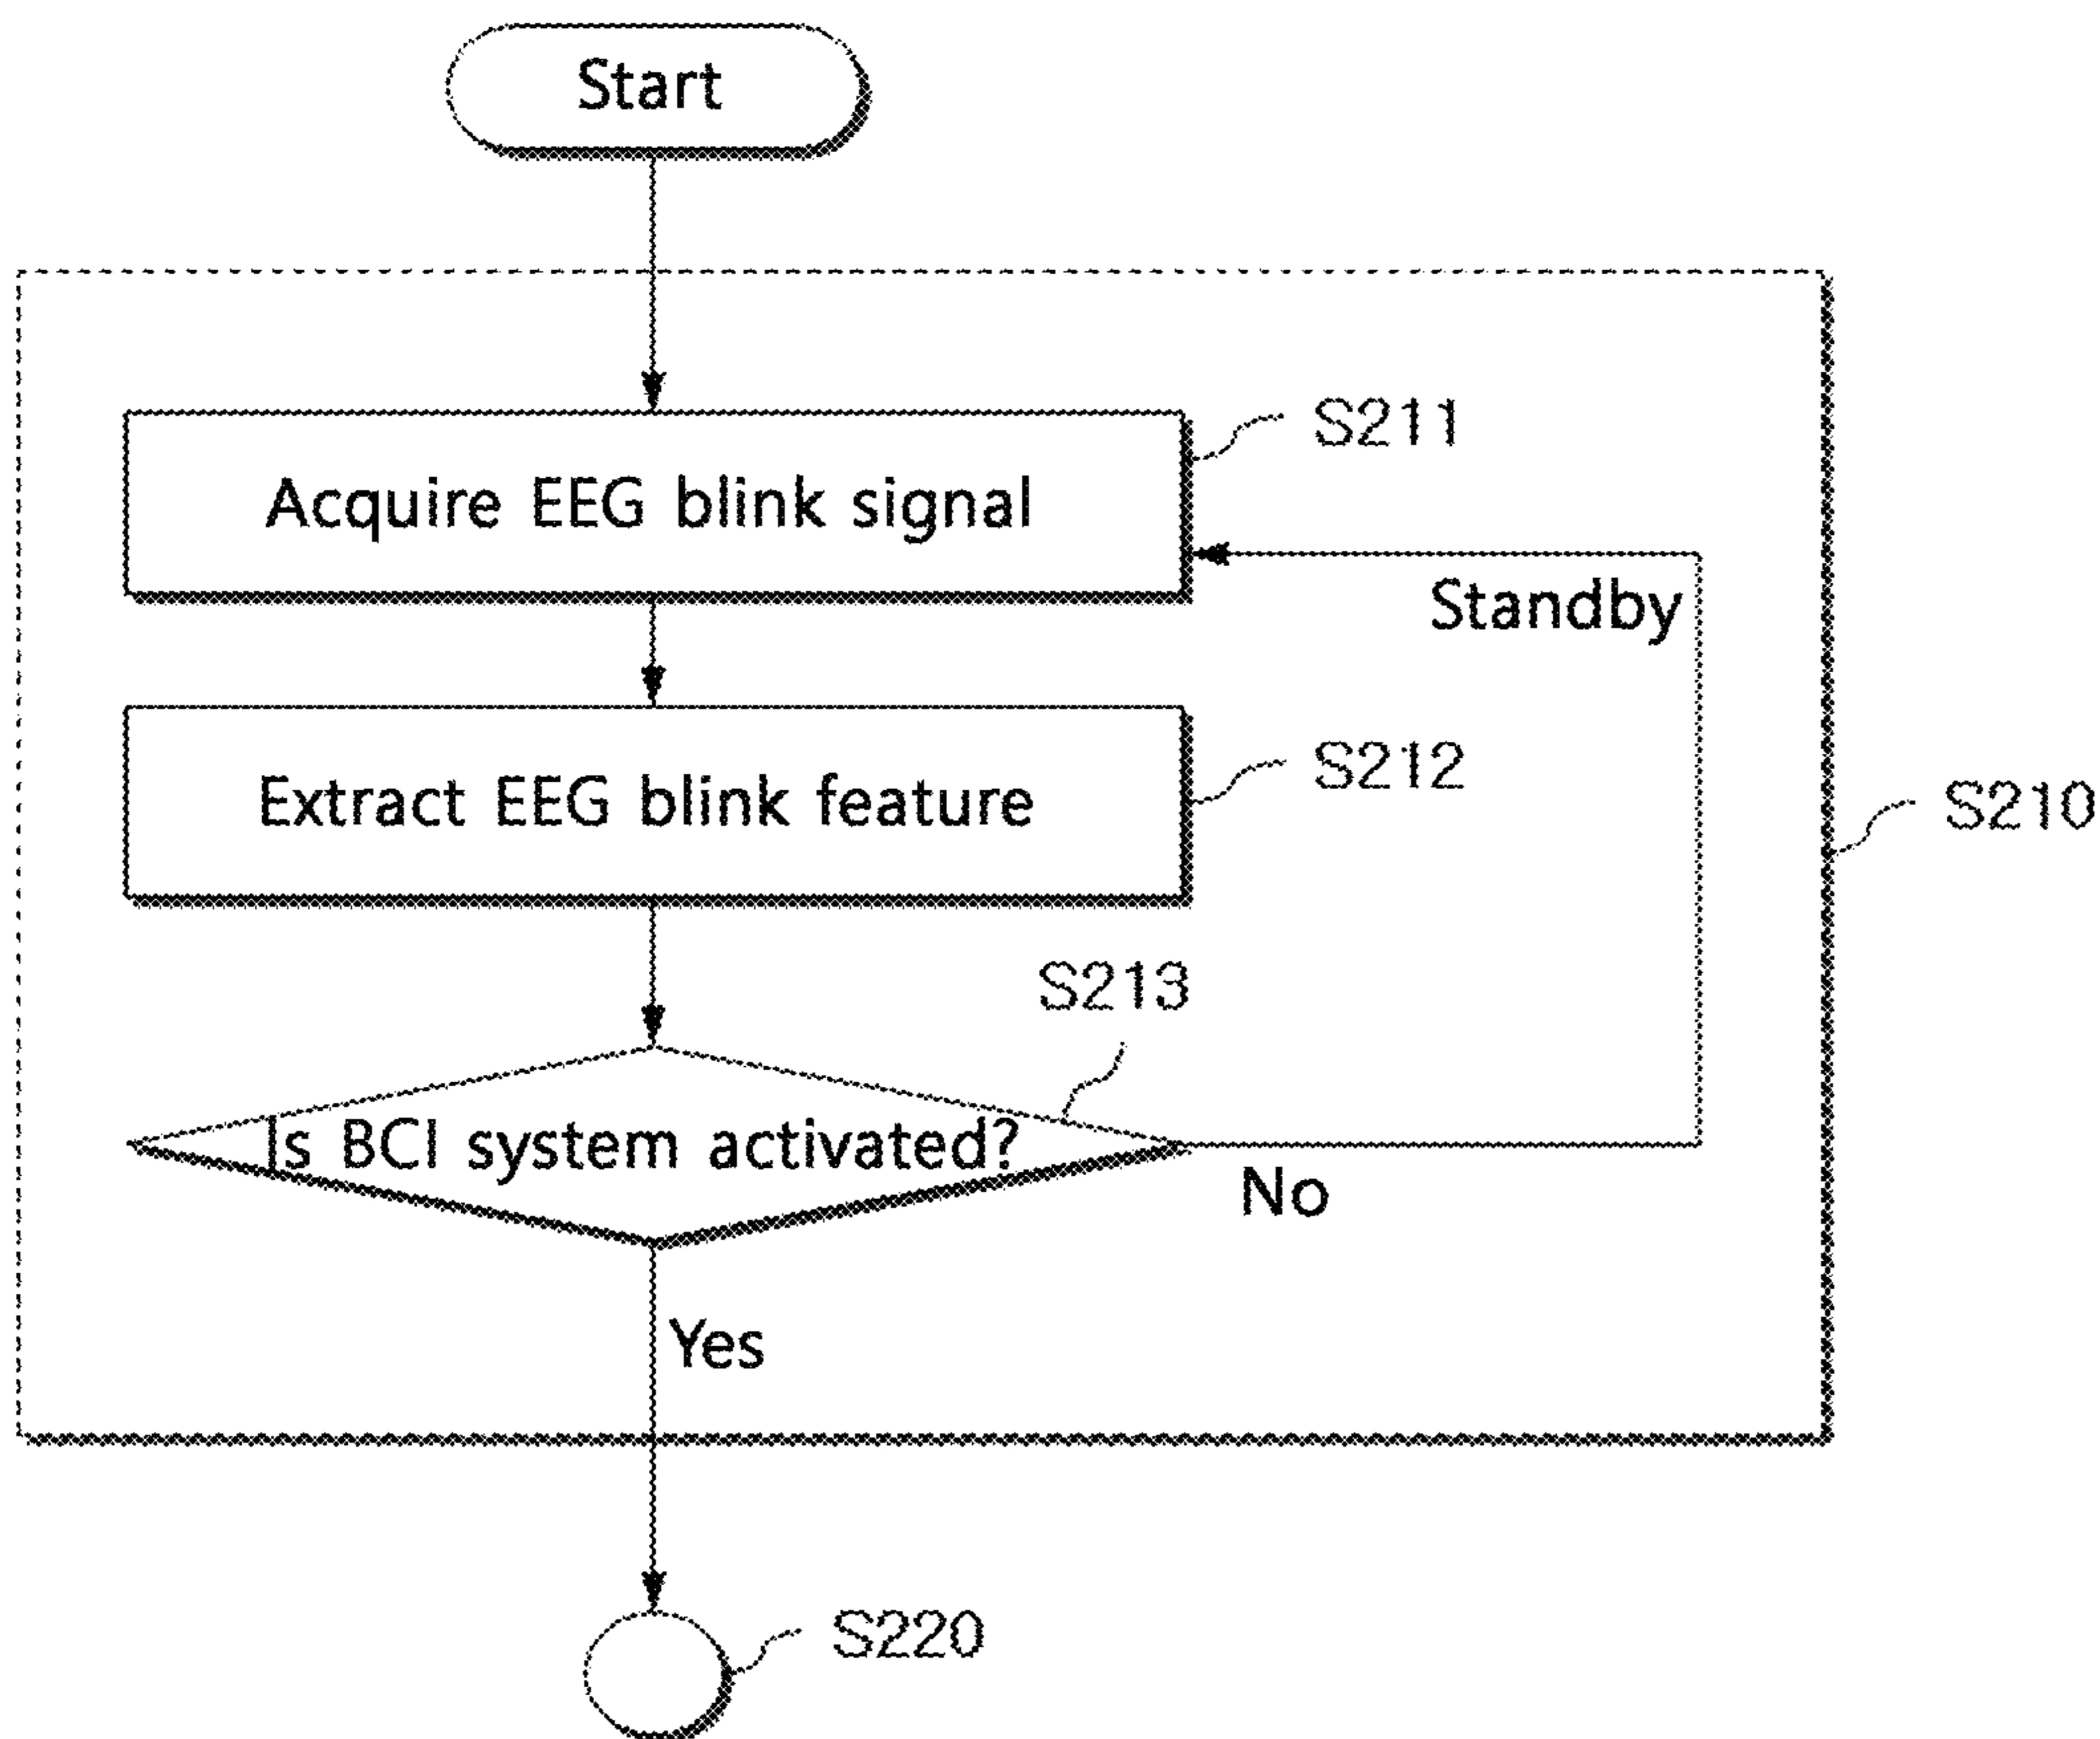 Start
S211
Acquire EEG blink signal
Standby
S212
Extract EEG blink feature
S210
S213
Is BCI system activated?
No
Yes
S220